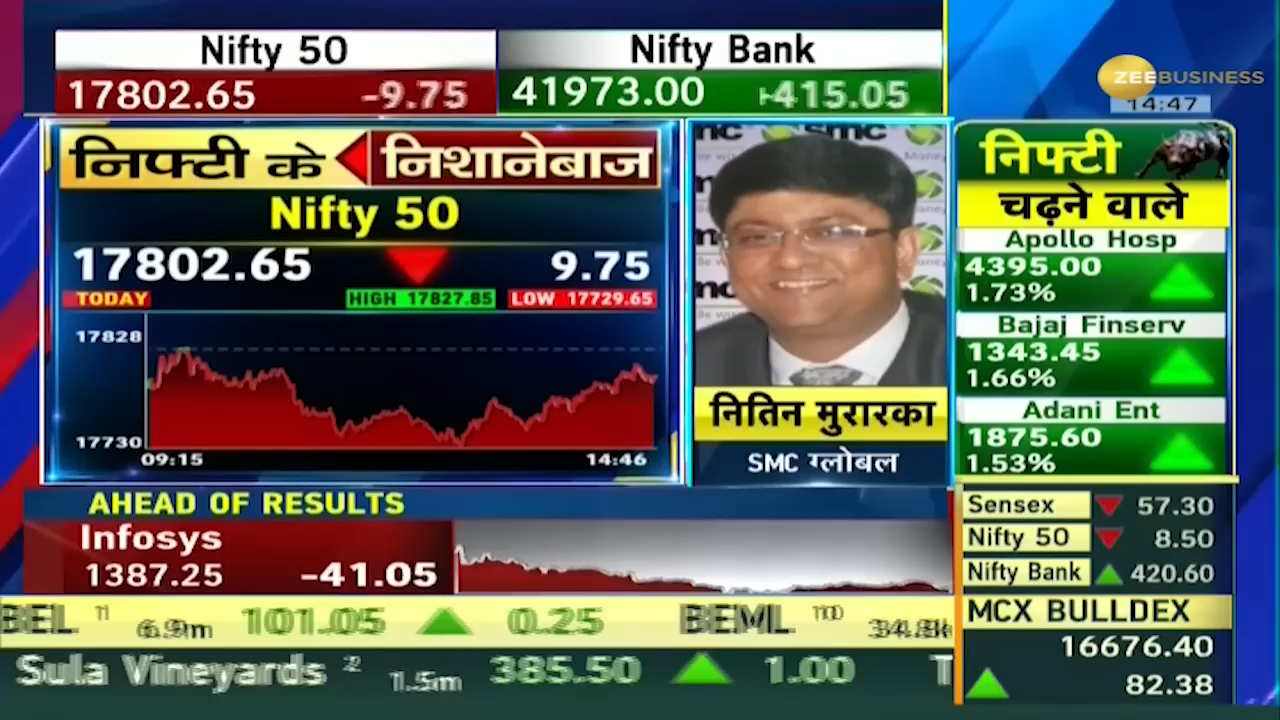 Nifty 50
17802.65 -9.75
Nifty Bank
41973.00 +415.05
ZEEBUSINESS
14:47
निफ्टी के निशानेबाज
Nifty 50
17802.65 9.75
TODAY HIGH 17827.85 LOW 17729.65
17828
17730
09:15 14:46
smc
Money
नितिन मुरारका
SMC ग्लोबल
निफ्टी
चढ़ने वाले
Apollo Hosp
4395.00
1.73%
Bajaj Finserv
1343.45
1.66%
Adani Ent
1875.60
1.53%
AHEAD OF RESULTS
Infosys
1387.25 -41.05
Sensex 57.30
Nifty 50 8.50
Nifty Bank 420.60
MCX BULLDEX
16676.40
82.38
BEL 6.9m 101.05 0.25 BEML
Sula Vineyards 1.5m 385.50 1.00 T